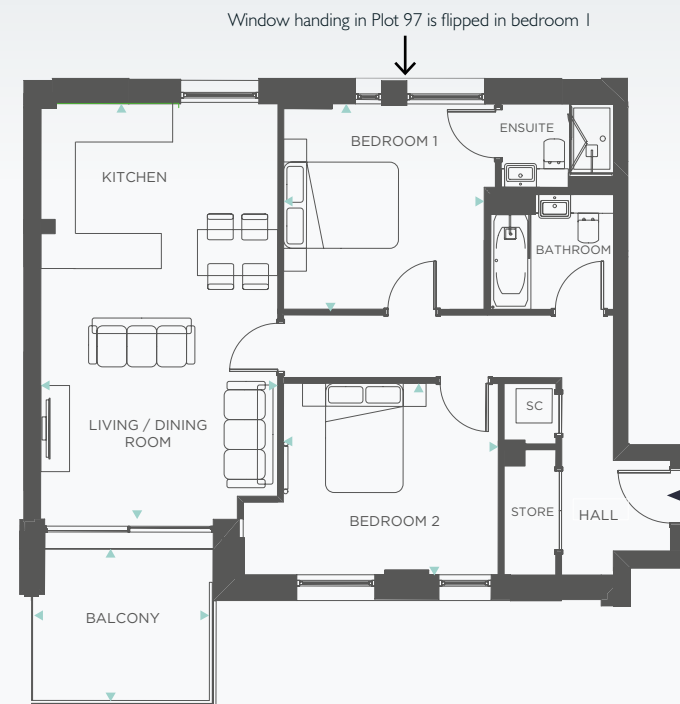 Window handing in Plot 97 is flipped in bedroom 1
BEDROOM 1
ENSUITE
KITCHEN
BATHROOM
SC
LIVING / DINING
ROOM
STORE
HALL
BEDROOM 2
BALCONY